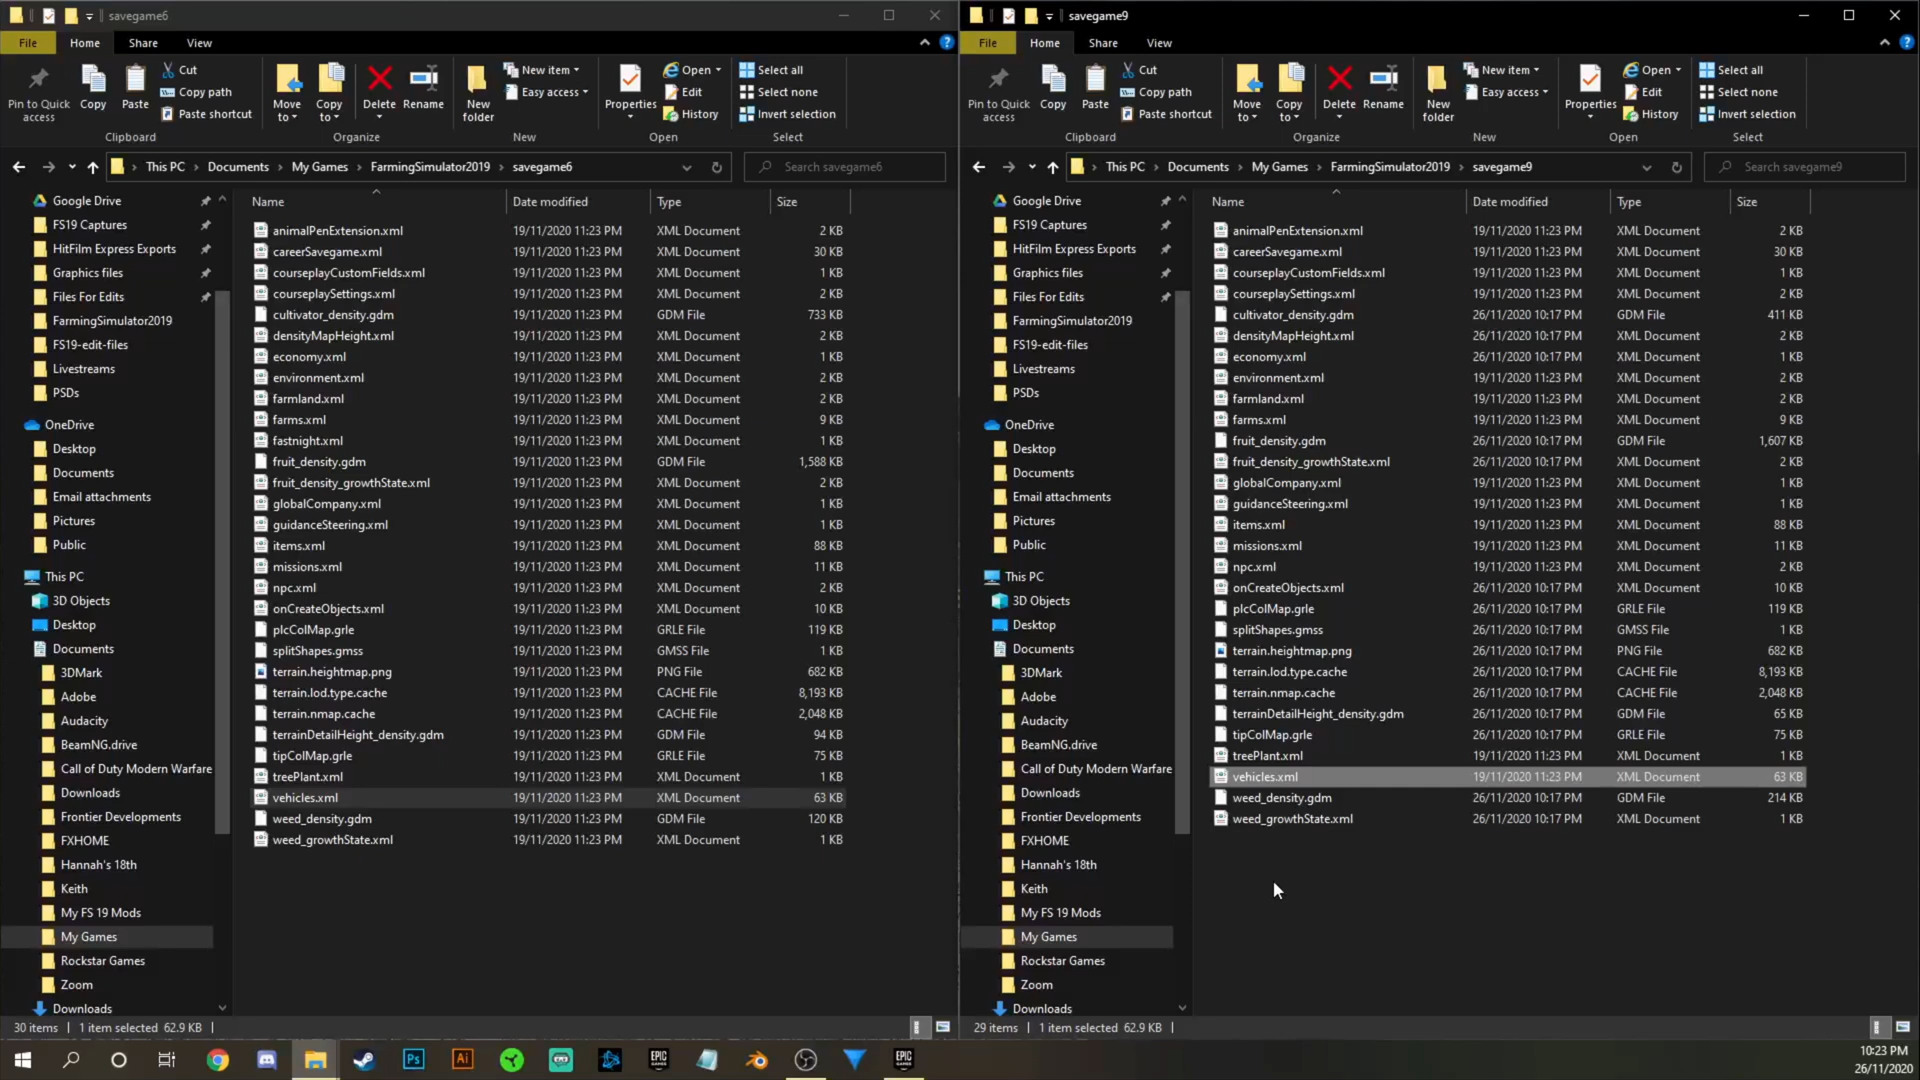 savegame6
File Home Share View
Pin to Quick access
Copy
Paste
Cut
Copy path
Paste shortcut
Clipboard
Move to
Copy to
Delete
Rename
Organize
New folder
New item
Easy access
New
Properties
Open
Edit
History
Open
Select all
Select none
Invert selection
Select
This PC Documents My Games FarmingSimulator2019 savegame6
Search savegame6
Google Drive
FS19 Captures
HitFilm Express Exports
Graphics files
Files For Edits
FarmingSimulator2019
FS19-edit-files
Livestreams
PSDs
OneDrive
Desktop
Documents
Email attachments
Pictures
Public
This PC
3D Objects
Desktop
Documents
3DMark
Adobe
Audacity
BeamNG.drive
Call of Duty Modern Warfare
Downloads
Frontier Developments
FXHOME
Hannah's 18th
Keith
My FS 19 Mods
My Games
Rockstar Games
Zoom
Downloads
Name Date modified Type Size
animalPenExtension.xml 19/11/2020 11:23 PM XML Document 2 KB
careerSavegame.xml 19/11/2020 11:23 PM XML Document 30 KB
courseplayCustomFields.xml 19/11/2020 11:23 PM XML Document 1 KB
courseplaySettings.xml 19/11/2020 11:23 PM XML Document 2 KB
cultivator_density.gdm 19/11/2020 11:23 PM GDM File 733 KB
densityMapHeight.xml 19/11/2020 11:23 PM XML Document 2 KB
economy.xml 19/11/2020 11:23 PM XML Document 1 KB
environment.xml 19/11/2020 11:23 PM XML Document 2 KB
farmland.xml 19/11/2020 11:23 PM XML Document 2 KB
farms.xml 19/11/2020 11:23 PM XML Document 9 KB
fastnight.xml 19/11/2020 11:23 PM XML Document 1 KB
fruit_density.gdm 19/11/2020 11:23 PM GDM File 1,588 KB
fruit_density_growthState.xml 19/11/2020 11:23 PM XML Document 2 KB
globalCompany.xml 19/11/2020 11:23 PM XML Document 1 KB
guidanceSteering.xml 19/11/2020 11:23 PM XML Document 1 KB
items.xml 19/11/2020 11:23 PM XML Document 88 KB
missions.xml 19/11/2020 11:23 PM XML Document 11 KB
npc.xml 19/11/2020 11:23 PM XML Document 2 KB
onCreateObjects.xml 19/11/2020 11:23 PM XML Document 10 KB
plcColMap.grle 19/11/2020 11:23 PM GRLE File 119 KB
splitShapes.gmss 19/11/2020 11:23 PM GMSS File 1 KB
terrain.heightmap.png 19/11/2020 11:23 PM PNG File 682 KB
terrain.lod.type.cache 19/11/2020 11:23 PM CACHE File 8,193 KB
terrain.nmap.cache 19/11/2020 11:23 PM CACHE File 2,048 KB
terrainDetailHeight_density.gdm 19/11/2020 11:23 PM GDM File 94 KB
tipColMap.grle 19/11/2020 11:23 PM GRLE File 75 KB
treePlant.xml 19/11/2020 11:23 PM XML Document 1 KB
vehicles.xml 19/11/2020 11:23 PM XML Document 63 KB
weed_density.gdm 19/11/2020 11:23 PM GDM File 120 KB
weed_growthState.xml 19/11/2020 11:23 PM XML Document 1 KB
30 items 1 item selected 62.9 KB
savegame9
File Home Share View
Pin to Quick access
Copy
Paste
Cut
Copy path
Paste shortcut
Clipboard
Move to
Copy to
Delete
Rename
Organize
New folder
New item
Easy access
New
Properties
Open
Edit
History
Open
Select all
Select none
Invert selection
Select
This PC Documents My Games FarmingSimulator2019 savegame9
Search savegame9
Google Drive
FS19 Captures
HitFilm Express Exports
Graphics files
Files For Edits
FarmingSimulator2019
FS19-edit-files
Livestreams
PSDs
OneDrive
Desktop
Documents
Email attachments
Pictures
Public
This PC
3D Objects
Desktop
Documents
3DMark
Adobe
Audacity
BeamNG.drive
Call of Duty Modern Warfare
Downloads
Frontier Developments
FXHOME
Hannah's 18th
Keith
My FS 19 Mods
My Games
Rockstar Games
Zoom
Downloads
Name Date modified Type Size
animalPenExtension.xml 19/11/2020 11:23 PM XML Document 2 KB
careerSavegame.xml 19/11/2020 11:23 PM XML Document 30 KB
courseplayCustomFields.xml 19/11/2020 11:23 PM XML Document 1 KB
courseplaySettings.xml 19/11/2020 11:23 PM XML Document 2 KB
cultivator_density.gdm 26/11/2020 10:17 PM GDM File 411 KB
densityMapHeight.xml 26/11/2020 10:17 PM XML Document 2 KB
economy.xml 26/11/2020 10:17 PM XML Document 1 KB
environment.xml 19/11/2020 11:23 PM XML Document 2 KB
farmland.xml 19/11/2020 11:23 PM XML Document 2 KB
farms.xml 19/11/2020 11:23 PM XML Document 9 KB
fruit_density.gdm 26/11/2020 10:17 PM GDM File 1,607 KB
fruit_density_growthState.xml 26/11/2020 10:17 PM XML Document 2 KB
globalCompany.xml 26/11/2020 10:17 PM XML Document 1 KB
guidanceSteering.xml 19/11/2020 11:23 PM XML Document 1 KB
items.xml 19/11/2020 11:23 PM XML Document 88 KB
missions.xml 19/11/2020 11:23 PM XML Document 11 KB
npc.xml 26/11/2020 10:17 PM XML Document 2 KB
onCreateObjects.xml 26/11/2020 10:17 PM XML Document 10 KB
plcColMap.grle 26/11/2020 10:17 PM GRLE File 119 KB
splitShapes.gmss 26/11/2020 10:17 PM GMSS File 1 KB
terrain.heightmap.png 26/11/2020 10:17 PM PNG File 682 KB
terrain.lod.type.cache 26/11/2020 10:17 PM CACHE File 8,193 KB
terrain.nmap.cache 26/11/2020 10:17 PM CACHE File 2,048 KB
terrainDetailHeight_density.gdm 26/11/2020 10:17 PM GDM File 65 KB
tipColMap.grle 26/11/2020 10:17 PM GRLE File 75 KB
treePlant.xml 19/11/2020 11:23 PM XML Document 1 KB
vehicles.xml 19/11/2020 11:23 PM XML Document 63 KB
weed_density.gdm 26/11/2020 10:17 PM GDM File 214 KB
weed_growthState.xml 26/11/2020 10:17 PM XML Document 1 KB
29 items 1 item selected 62.9 KB
Ps
Ai
EPIC GAMES
EPIC GAMES
10:23 PM
26/11/2020